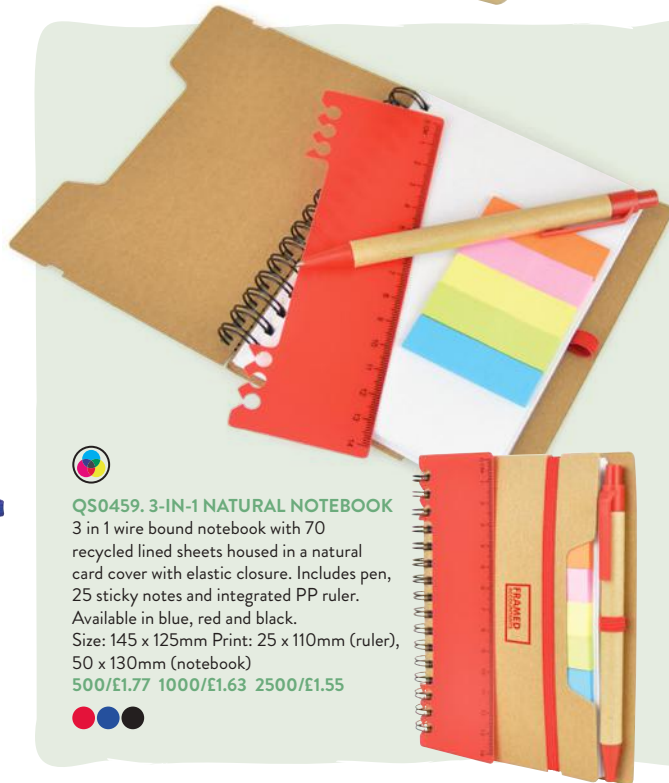 QS0459. 3-IN-1 NATURAL NOTEBOOK
3 in 1 wire bound notebook with 70
recycled lined sheets housed in a natural
card cover with elastic closure. Includes pen,
25 sticky notes and integrated PP ruler.
Available in blue, red and black.
Size: 145 x 125mm Print: 25 x 110mm (ruler),
50 x 130mm (notebook)
500/£1.77 1000/£1.63 2500/£1.55
FRAMED